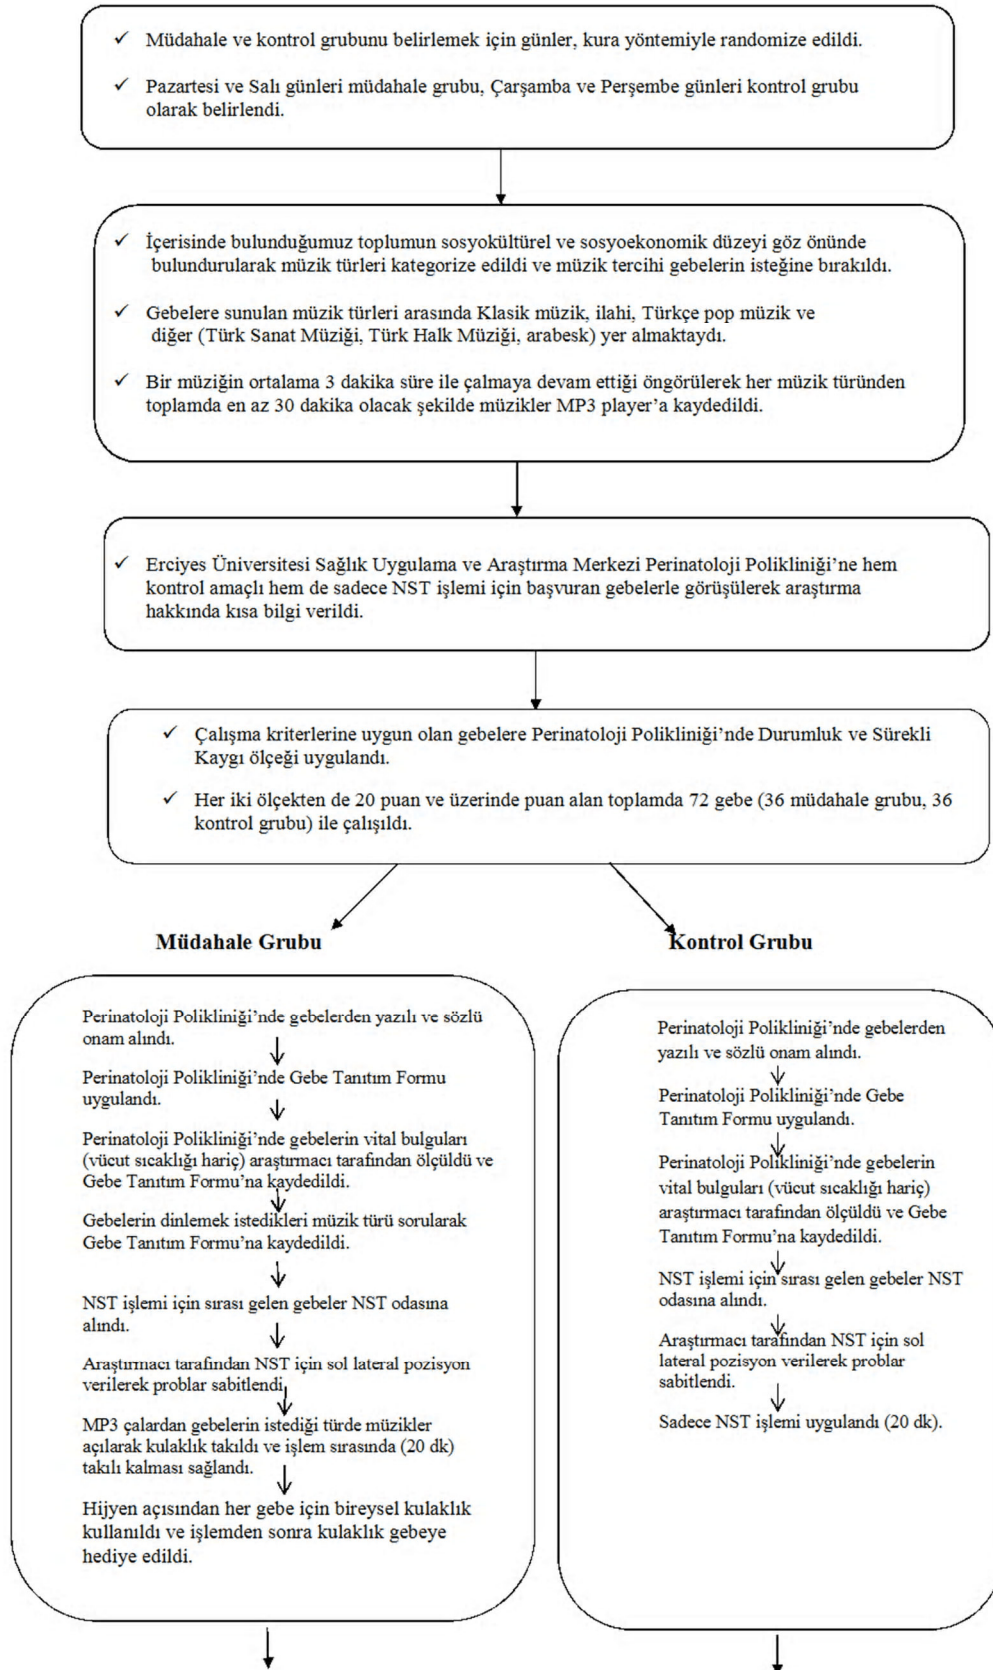 ✓ Müdahale ve kontrol grubunu belirlemek için günler, kura yöntemiyle randomize edildi.
✓ Pazartesi ve Salı günleri müdahale grubu, Çarşamba ve Perşembe günleri kontrol grubu
olarak belirlendi.
✓ İçerisinde bulunduğumuz toplumun sosyokültürel ve sosyoekonomik düzeyi göz önünde
bulundurularak müzik türleri kategorize edildi ve müzik tercihi gebelerin isteğine bırakıldı.
✓ Gebelere sunulan müzik türleri arasında Klasik müzik, ilahi, Türkçe pop müzik ve
diğer (Türk Sanat Müziği, Türk Halk Müziği, arabesk) yer almaktaydı.
✓ Bir müziğin ortalama 3 dakika süre ile çalmaya devam ettiği öngörülerek her müzik türünden
toplamda en az 30 dakika olacak şekilde müzikler MP3 player’a kaydedildi.
✓ Erciyes Üniversitesi Sağlık Uygulama ve Araştırma Merkezi Perinatoloji Polikliniği’ne hem
kontrol amaçlı hem de sadece NST işlemi için başvuran gebelerle görüşülerek araştırma
hakkında kısa bilgi verildi.
✓ Çalışma kriterlerine uygun olan gebelere Perinatoloji Polikliniği’nde Durumluk ve Sürekli
Kaygı ölçeği uygulandı.
✓ Her iki ölçekten de 20 puan ve üzerinde puan alan toplamda 72 gebe (36 müdahale grubu, 36
kontrol grubu) ile çalışıldı.
Müdahale Grubu
Perinatoloji Polikliniği’nde gebelerden yazılı ve sözlü
onam alındı.
Perinatoloji Polikliniği’nde Gebe Tanıtım Formu
uygulandı.
Perinatoloji Polikliniği’nde gebelerin vital bulguları
(vücut sıcaklığı hariç) araştırmacı tarafından ölçüldü ve
Gebe Tanıtım Formu’na kaydedildi.
Gebelerin dinlemek istedikleri müzik türü sorularak
Gebe Tanıtım Formu’na kaydedildi.
NST işlemi için sırası gelen gebeler NST odasına
alındı.
Araştırmacı tarafından NST için sol lateral pozisyon
verilerek problar sabitlendi.
MP3 çalardan gebelerin istediği türde müzikler
açılarak kulaklık takıldı ve işlem sırasında (20 dk)
takılı kalması sağlandı.
Hijyen açısından her gebe için bireysel kulaklık
kullanıldı ve işlemden sonra kulaklık gebeye
hediye edildi.
Kontrol Grubu
Perinatoloji Polikliniği’nde gebelerden
yazılı ve sözlü onam alındı.
Perinatoloji Polikliniği’nde Gebe
Tanıtım Formu uygulandı.
Perinatoloji Polikliniği’nde gebelerin
vital bulguları (vücut sıcaklığı hariç)
araştırmacı tarafından ölçüldü ve Gebe
Tanıtım Formu’na kaydedildi.
NST işlemi için sırası gelen gebeler NST
odasına alındı.
Araştırmacı tarafından NST için sol
lateral pozisyon verilerek problar
sabitlendi.
Sadece NST işlemi uygulandı (20 dk).